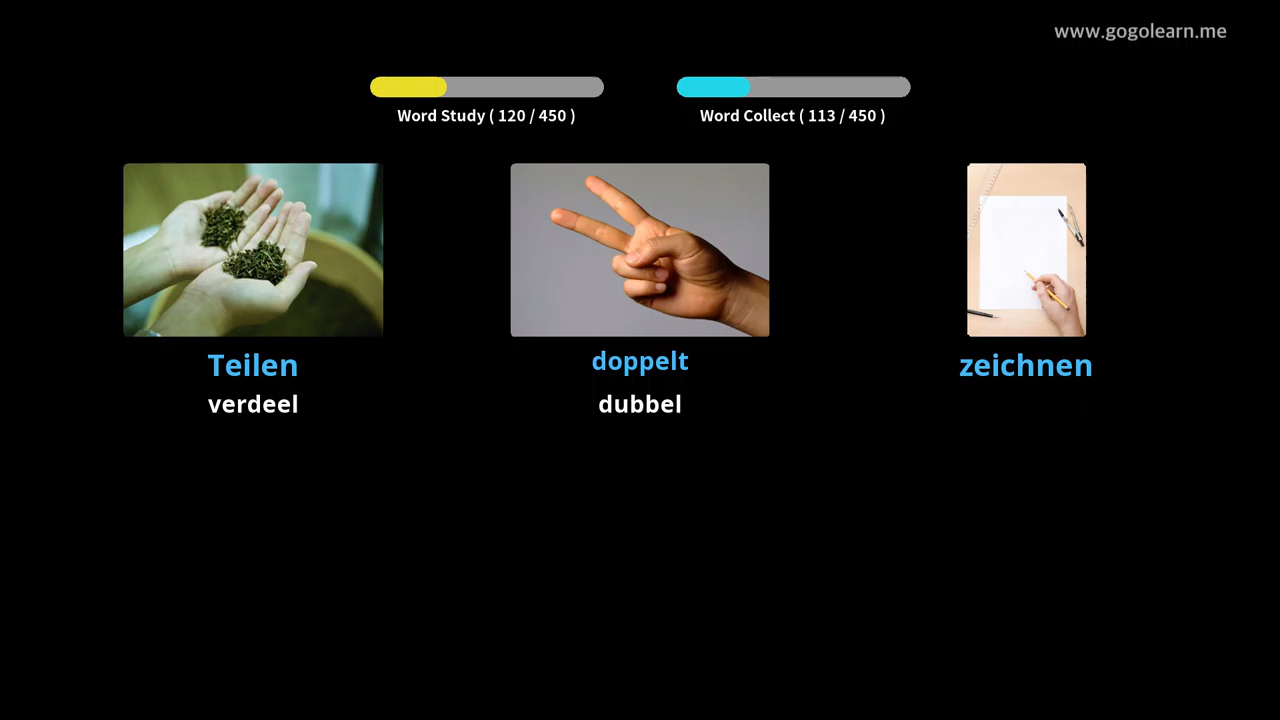 www.gogolearn.me
Word Study ( 120 / 450 )
Word Collect ( 113 / 450 )
Teilen
doppelt
zeichnen
verdeel
dubbel